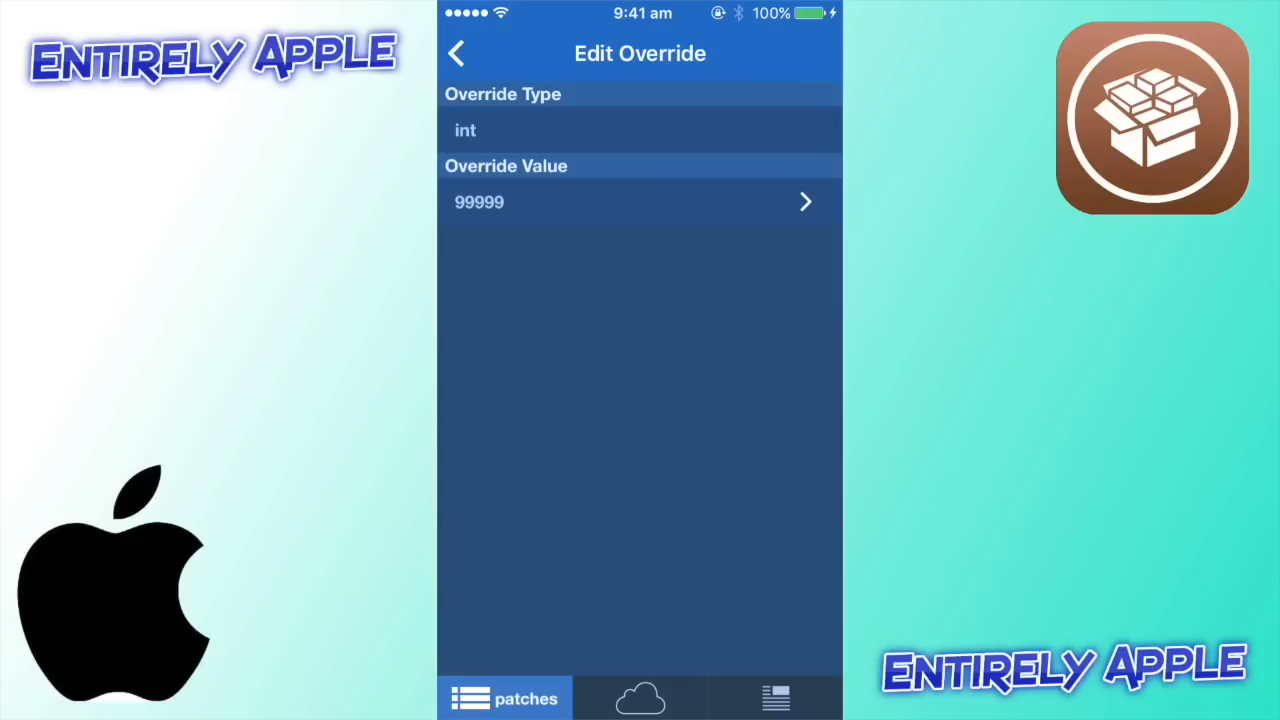 ENTIRELY APPLE
9:41 am
100%
Edit Override
Override Type
int
Override Value
99999
patches
ENTIRELY APPLE